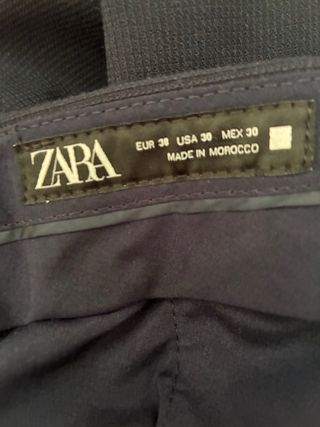 ZARA
EUR 38 USA 30 MEX 30
MADE IN MOROCCO